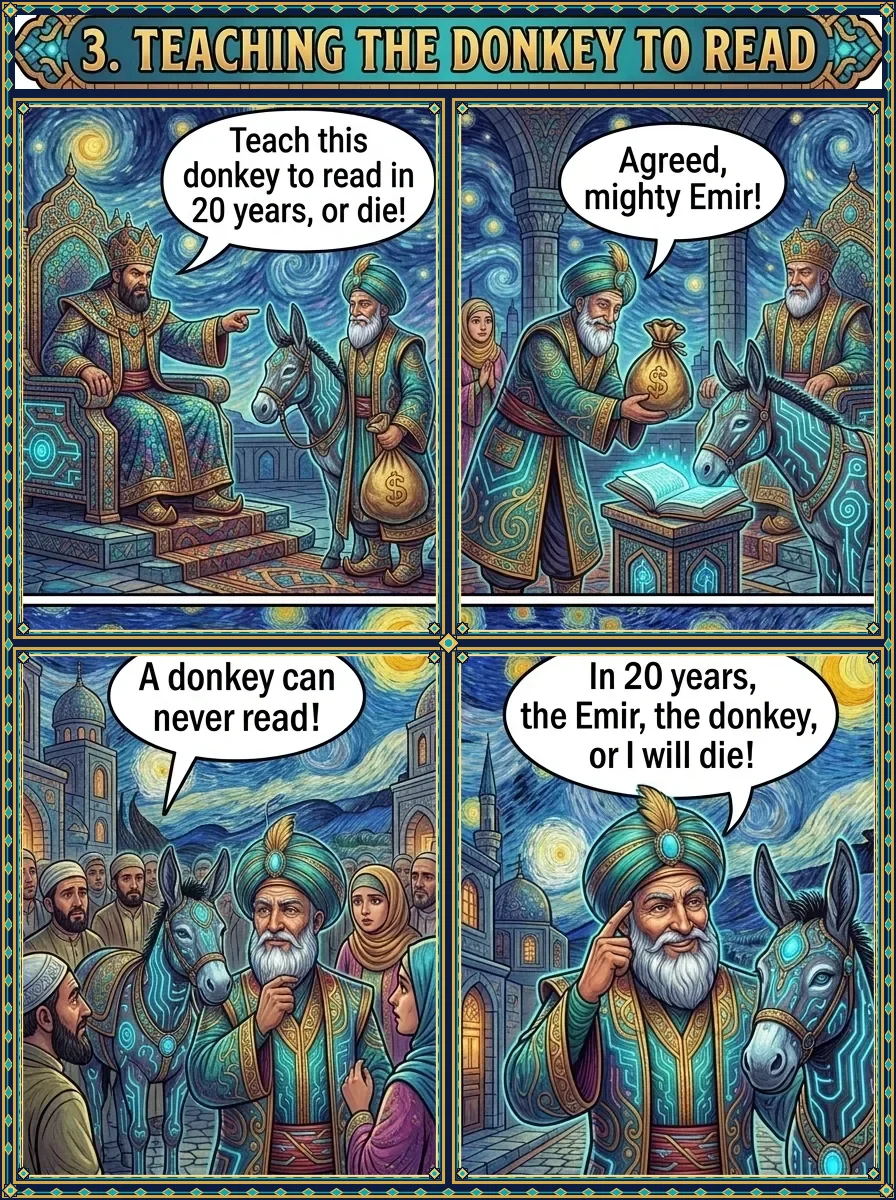 3. TEACHING THE DONKEY TO READ
Teach this
donkey to read in
20 years, or die!
Agreed,
mighty Emir!
$
$
A donkey can
never read!
In 20 years,
the Emir, the donkey,
or I will die!